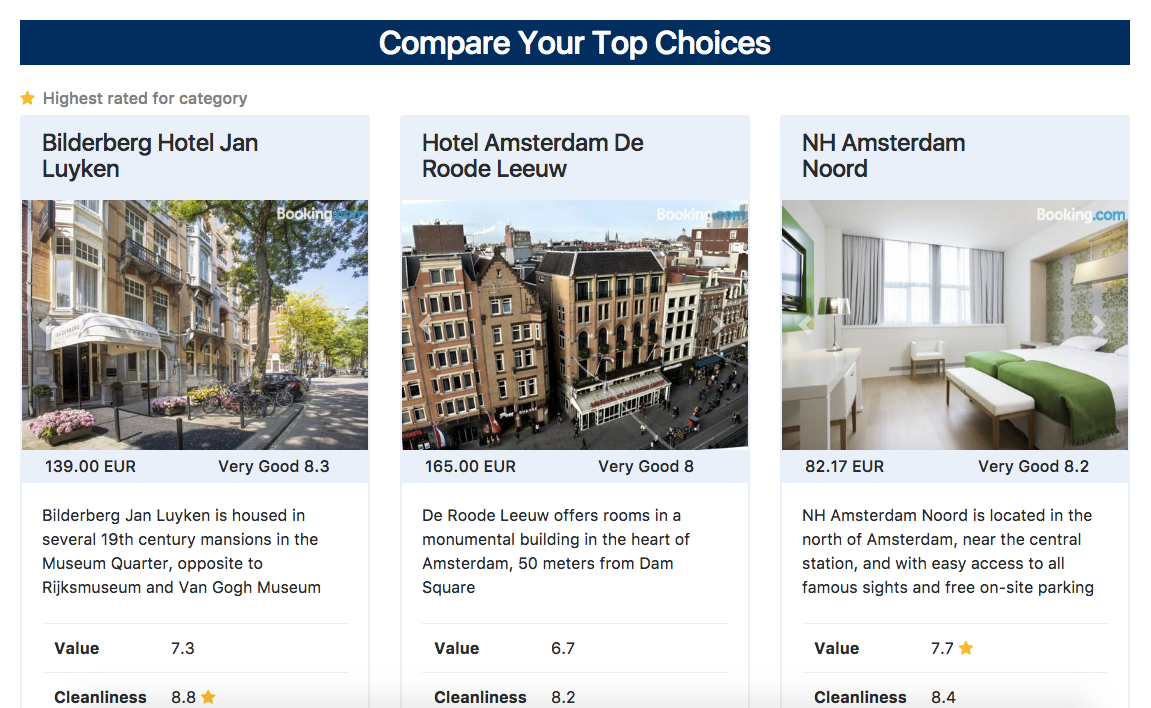 Compare Your Top Choices
Highest rated for category
Bilderberg Hotel Jan
Luyken
Booking.com
139.00 EUR Very Good 8.3
Bilderberg Jan Luyken is housed in
several 19th century mansions in the
Museum Quarter, opposite to
Rijksmuseum and Van Gogh Museum
Value 7.3
Cleanliness 8.8
Hotel Amsterdam De
Roode Leeuw
Booking.com
165.00 EUR Very Good 8
De Roode Leeuw offers rooms in a
monumental building in the heart of
Amsterdam, 50 meters from Dam
Square
Value 6.7
Cleanliness 8.2
NH Amsterdam
Noord
Booking.com
82.17 EUR Very Good 8.2
NH Amsterdam Noord is located in the
north of Amsterdam, near the central
station, and with easy access to all
famous sights and free on-site parking
Value 7.7
Cleanliness 8.4